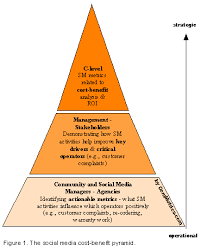 strategic
C-level
SM metrics
related to
cost-benefit
analysis &
ROI
Management -
Stakeholders
Demonstrating how SM
activities help improve key
drivers & critical
operators (e.g., customer
complaints)
Community and Social Media
Managers - Agencies
Identifying actionable metrics - what SM
activities influence which operators positively
(e.g., customer complaints, re-ordering,
warranty work)
operational
Figure 1. The social media cost-benefit pyramid.